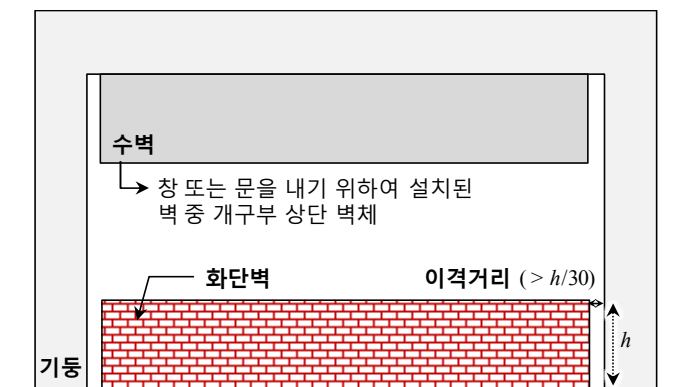 수벽
창 또는 문을 내기 위하여 설치된
벽 중 개구부 상단 벽체
화단벽
이격거리 ( > h/30)
h
기둥